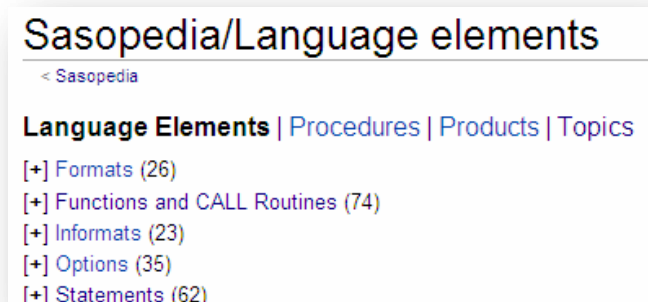 Sasopedia/Language elements
< Sasopedia
Language Elements | Procedures | Products | Topics
[+] Formats (26)
[+] Functions and CALL Routines (74)
[+] Informats (23)
[+] Options (35)
[+] Statements (62)